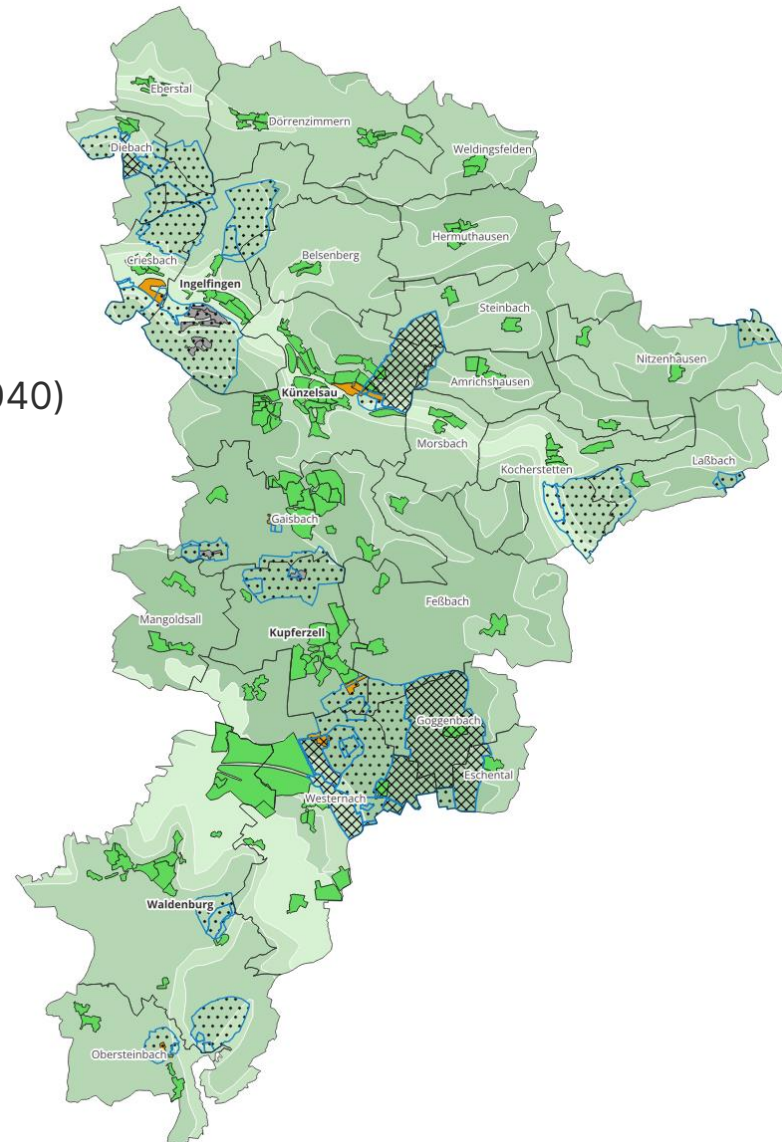 Eberstal
Dörrenzimmern
Diebach
Weldingsfelden
Hermuthausen
Belsenberg
Criesbach
Ingelfingen
Steinbach
Nitzenhausen
Amrichshausen
040)
Künzelsau
Morsbach
Laßbach
Kocherstetten
Gaisbach
Feßbach
Mangoldsall
Kupferzell
Goggenbach
Eschental
Westernach
Waldenburg
Obersteinbach